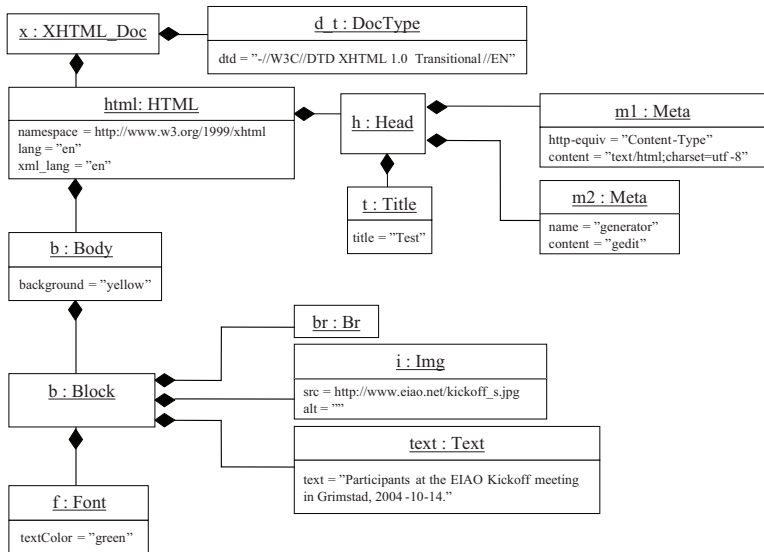 x : XHTML_Doc
d_t : DocType
dtd = "-//W3C//DTD XHTML 1.0 Transitional//EN"
html: HTML
namespace = http://www.w3.org/1999/xhtml
lang = "en"
xml_lang = "en"
h : Head
m1 : Meta
http-equiv = "Content-Type"
content = "text/html;charset=utf-8"
t : Title
title = "Test"
m2 : Meta
name = "generator"
content = "gedit"
b : Body
background = "yellow"
br : Br
b : Block
i : Img
src = http://www.eiao.net/kickoff_s.jpg
alt = ""
text : Text
text = "Participants at the EIAO Kickoff meeting
in Grimstad, 2004-10-14."
f : Font
textColor = "green"